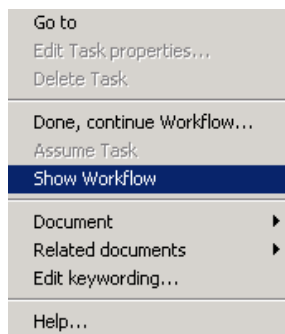 Go to
Edit Task properties...
Delete Task
Done, continue Workflow...
Assume Task
Show Workflow
Document
Related documents
Edit keywording...
Help...